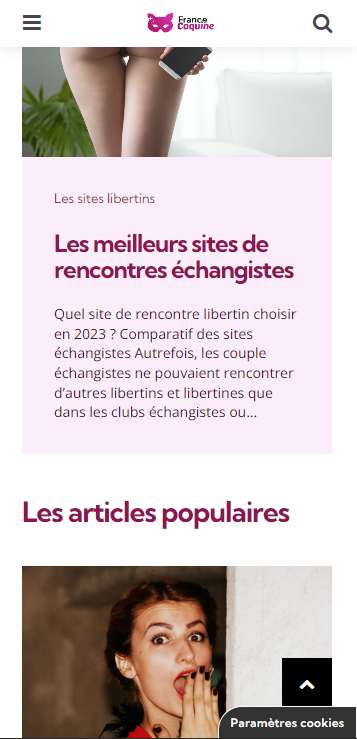 France
Coquine
Les sites libertins
Les meilleurs sites de
rencontres échangistes
Quel site de rencontre libertin choisir
en 2023 ? Comparatif des sites
échangistes Autrefois, les couple
échangistes ne pouvaient rencontrer
d'autres libertins et libertines que
dans les clubs échangistes ou...
Les articles populaires
Paramètres cookies